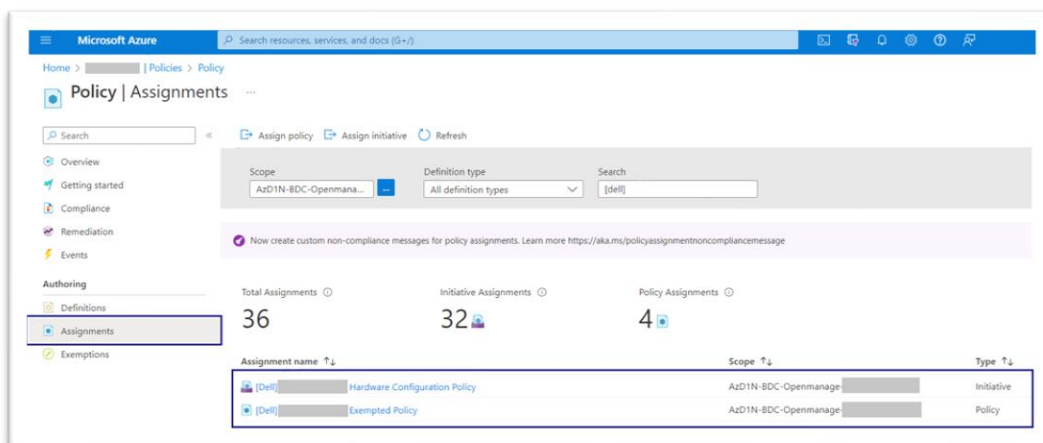 Microsoft Azure
Search resources, services, and docs (G+/)
Home > | Policies > Policy
Policy | Assignments ...
Search «
Assign policy Assign initiative Refresh
Overview
Getting started
Compliance
Remediation
Events
Authoring
Definitions
Assignments
Exemptions
Scope Definition type Search
AzD1N-BDC-Openmana... ... All definition types [dell]
Now create custom non-compliance messages for policy assignments. Learn more https://aka.ms/policyassignmentnoncompliancemessage
Total Assignments Initiative Assignments Policy Assignments
36 32 4
Assignment name ↑↓ Scope ↑↓ Type ↑↓
[Dell] Hardware Configuration Policy AzD1N-BDC-Openmanage- Initiative
[Dell] Exempted Policy AzD1N-BDC-Openmanage- Policy